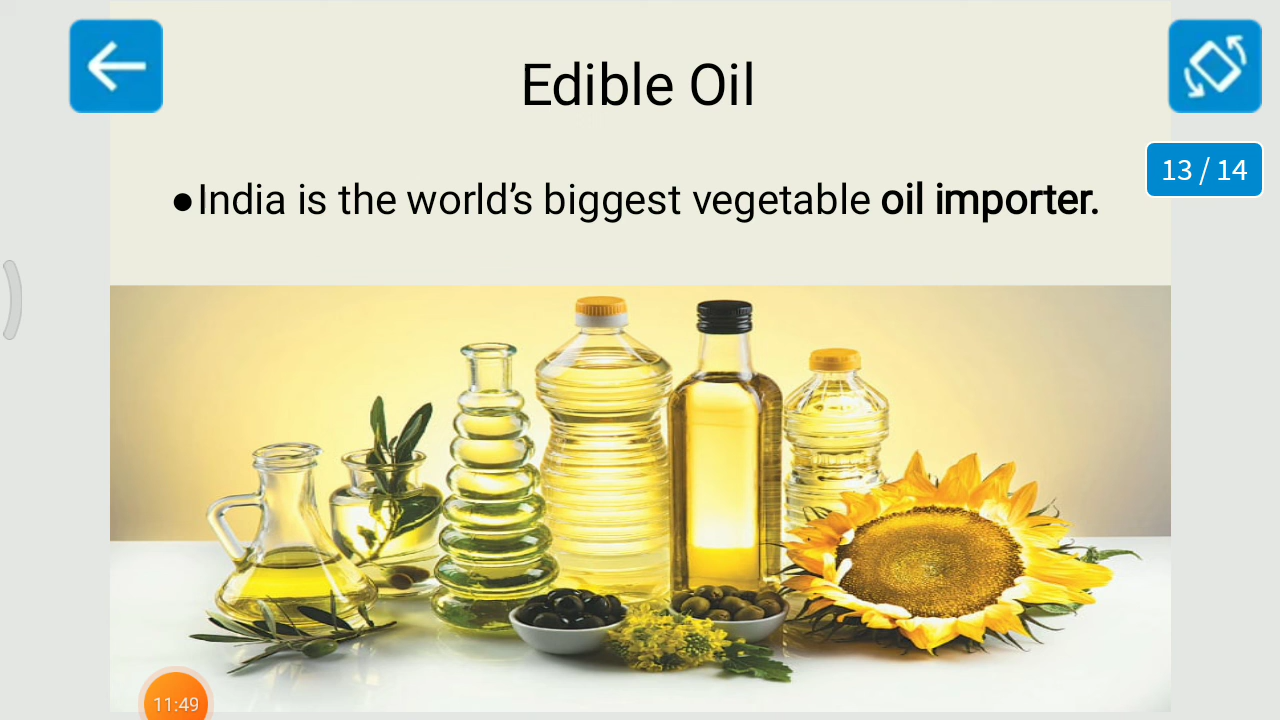 Edible Oil
13 / 14
●India is the world's biggest vegetable oil importer.
11:49